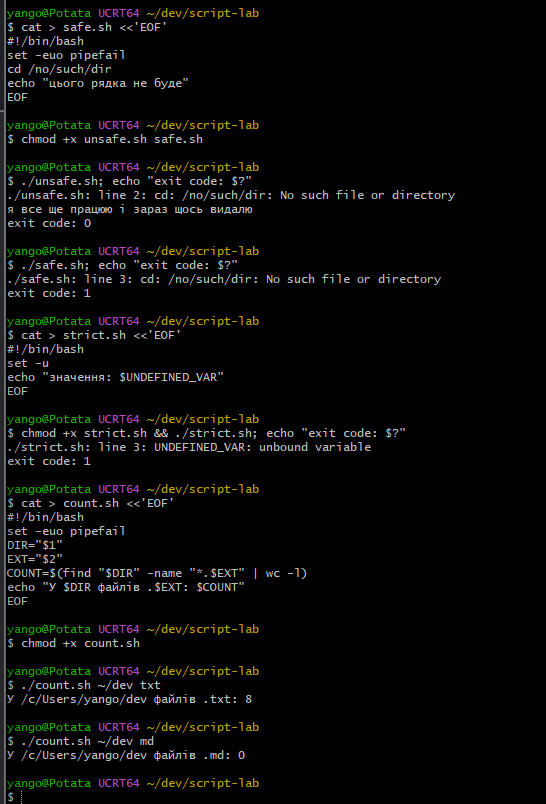 yango@Potata UCRT64 ~/dev/script-lab
$ cat > safe.sh <<'EOF'
#!/bin/bash
set -euo pipefail
cd /no/such/dir
echo "цього рядка не буде"
EOF
yango@Potata UCRT64 ~/dev/script-lab
$ chmod +x unsafe.sh safe.sh
yango@Potata UCRT64 ~/dev/script-lab
$ ./unsafe.sh; echo "exit code: $?"
./unsafe.sh: line 2: cd: /no/such/dir: No such file or directory
я все ще працюю і зараз щось видалю
exit code: 0
yango@Potata UCRT64 ~/dev/script-lab
$ ./safe.sh; echo "exit code: $?"
./safe.sh: line 3: cd: /no/such/dir: No such file or directory
exit code: 1
yango@Potata UCRT64 ~/dev/script-lab
$ cat > strict.sh <<'EOF'
#!/bin/bash
set -u
echo "значення: $UNDEFINED_VAR"
EOF
yango@Potata UCRT64 ~/dev/script-lab
$ chmod +x strict.sh && ./strict.sh; echo "exit code: $?"
./strict.sh: line 3: UNDEFINED_VAR: unbound variable
exit code: 1
yango@Potata UCRT64 ~/dev/script-lab
$ cat > count.sh <<'EOF'
#!/bin/bash
set -euo pipefail
DIR="$1"
EXT="$2"
COUNT=$(find "$DIR" -name "*.$EXT" | wc -l)
echo "У $DIR файлів .$EXT: $COUNT"
EOF
yango@Potata UCRT64 ~/dev/script-lab
$ chmod +x count.sh
yango@Potata UCRT64 ~/dev/script-lab
$ ./count.sh ~/dev txt
У /c/Users/yango/dev файлів .txt: 8
yango@Potata UCRT64 ~/dev/script-lab
$ ./count.sh ~/dev md
У /c/Users/yango/dev файлів .md: 0
yango@Potata UCRT64 ~/dev/script-lab
$